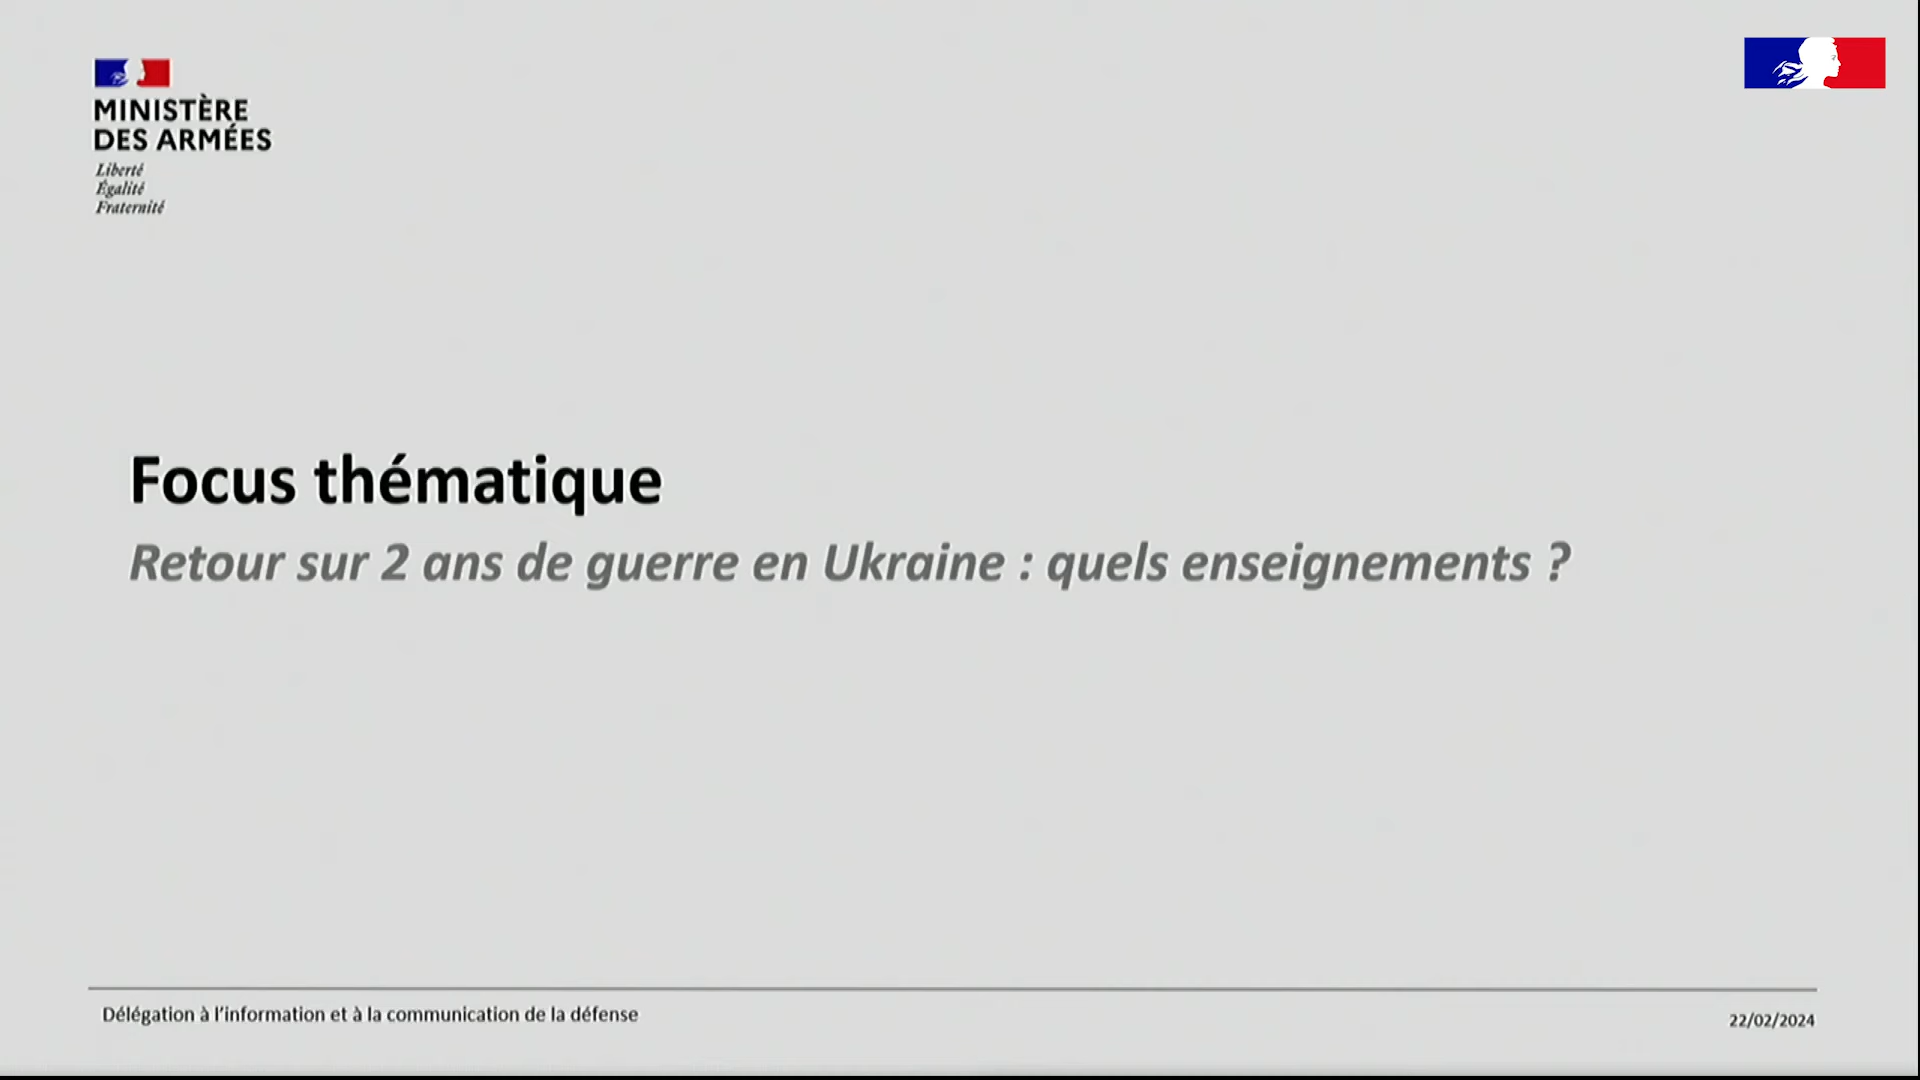 MINISTÈRE
DES ARMÉES
Liberté
Égalité
Fraternité
Focus thématique
Retour sur 2 ans de guerre en Ukraine : quels enseignements ?
Délégation à l'information et à la communication de la défense
22/02/2024